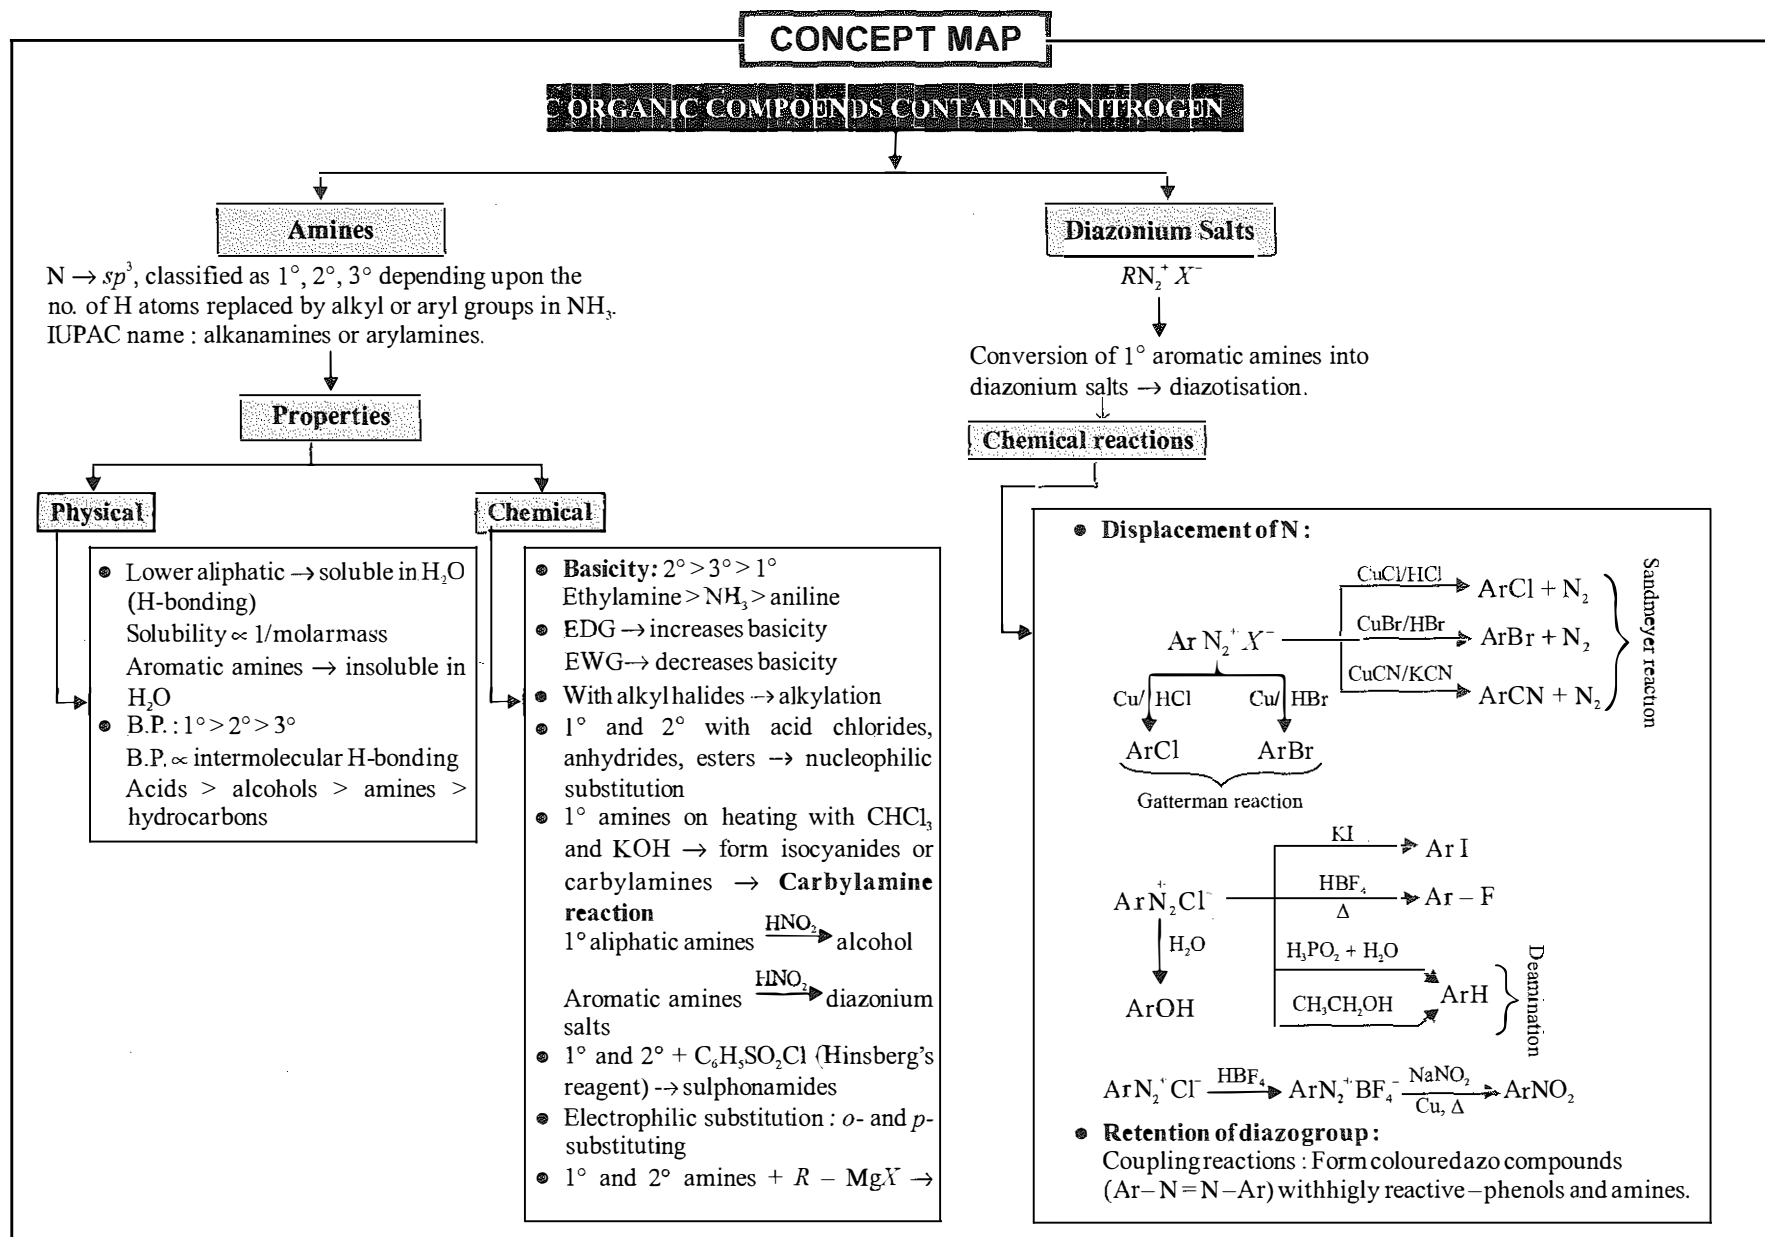 CONCEPT MAP
C ORGANIC COMPOENDS CONTAINING NITROGEN
Amines
N → sp³, classified as 1°, 2°, 3° depending upon the
no. of H atoms replaced by alkyl or aryl groups in NH₃.
IUPAC name : alkanamines or arylamines.
Properties
Physical
● Lower aliphatic → soluble in H₂O
(H-bonding)
Solubility ∝ 1/molarmass
Aromatic amines → insoluble in
H₂O
● B.P. : 1° > 2° > 3°
B.P. ∝ intermolecular H-bonding
Acids > alcohols > amines >
hydrocarbons
Chemical
● Basicity: 2° > 3° > 1°
Ethylamine > NH₃ > aniline
● EDG → increases basicity
EWG → decreases basicity
● With alkyl halides → alkylation
● 1° and 2° with acid chlorides,
anhydrides, esters → nucleophilic
substitution
● 1° amines on heating with CHCl₃
and KOH → form isocyanides or
carbylamines → Carbylamine
reaction
HNO₂
1° aliphatic amines → alcohol
HNO₂
Aromatic amines → diazonium
salts
● 1° and 2° + C₆H₅SO₂Cl (Hinsberg's
reagent) → sulphonamides
● Electrophilic substitution : o- and p-
substituting
● 1° and 2° amines + R – MgX →
Diazonium Salts
RN₂⁺ X⁻
Conversion of 1° aromatic amines into
diazonium salts → diazotisation.
Chemical reactions
● Displacement of N :
CuCl/HCl
ArCl + N₂
CuBr/HBr
Ar N₂⁺ X⁻
ArBr + N₂
CuCN/KCN
ArCN + N₂
Sandmeyer reaction
Cu/ HCl
Cu/ HBr
ArCl
ArBr
Gatterman reaction
KI
Ar I
HBF₄
ArN₂⁺Cl⁻
Ar – F
Δ
H₂O
H₃PO₂ + H₂O
ArH
CH₃CH₂OH
ArOH
Deamination
HBF₄ NaNO₂
ArN₂⁺Cl⁻ → ArN₂⁺BF₄⁻ → ArNO₂
Cu, Δ
● Retention of diazogroup :
Coupling reactions : Form coloured azo compounds
(Ar – N = N – Ar) withhigly reactive – phenols and amines.